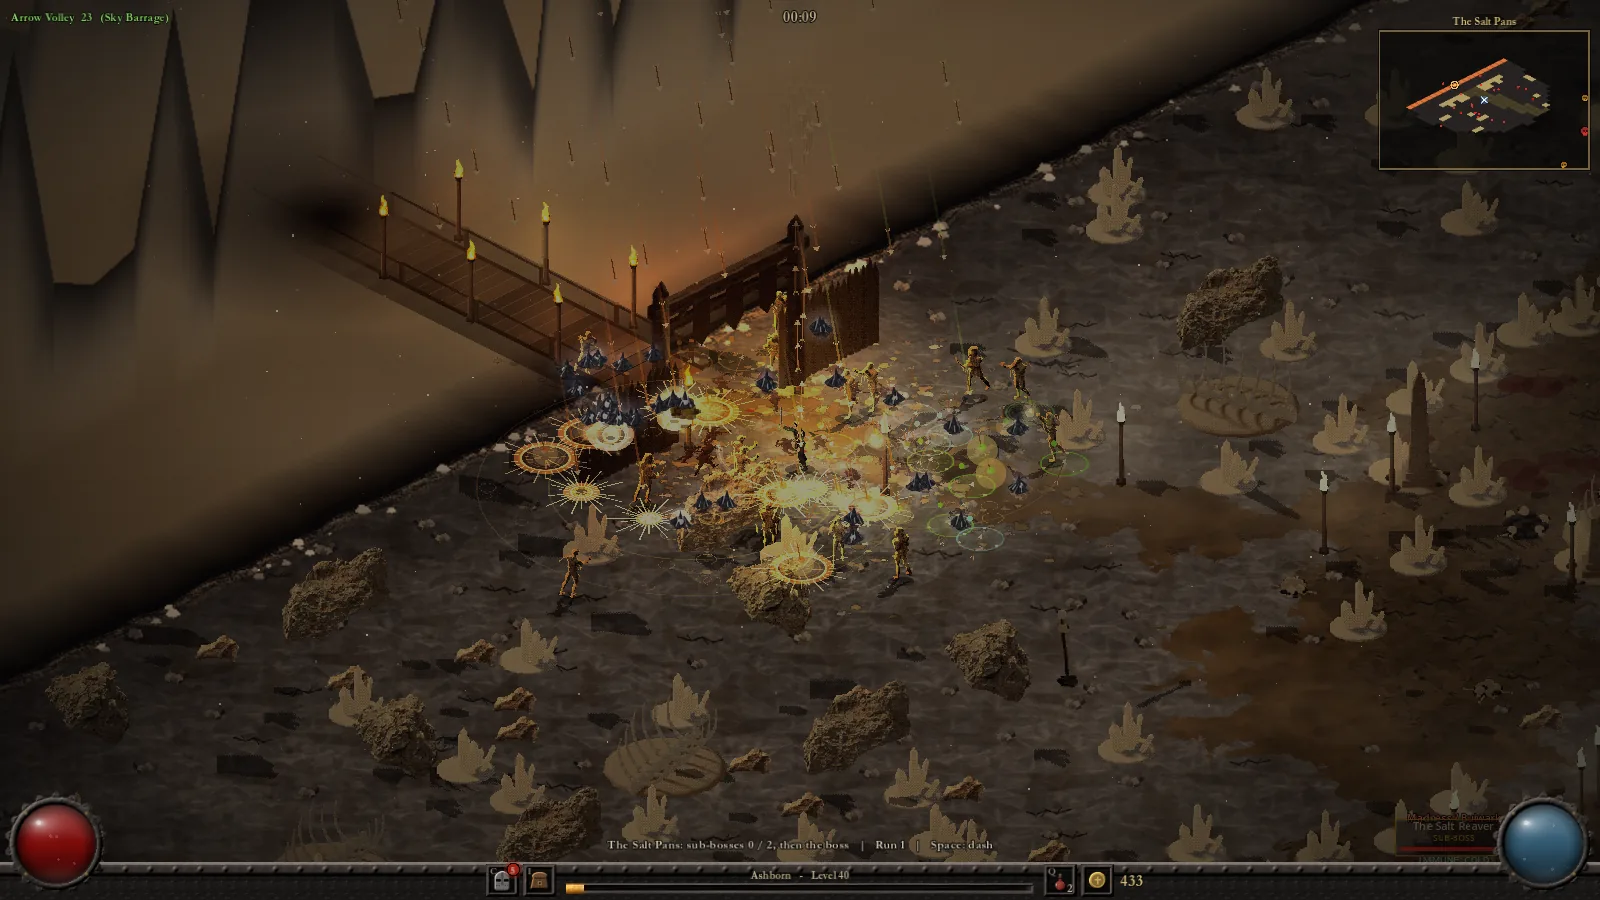 Arrow Volley 23 (Sky Barrage)
00:09
The Salt Pans
The Salt Reaver
SUB-BOSS
The Salt Pans: sub-bosses 0 / 2, then the boss | Run 1 | Space: dash
5
Ashborn - Level 40
Q
2
433